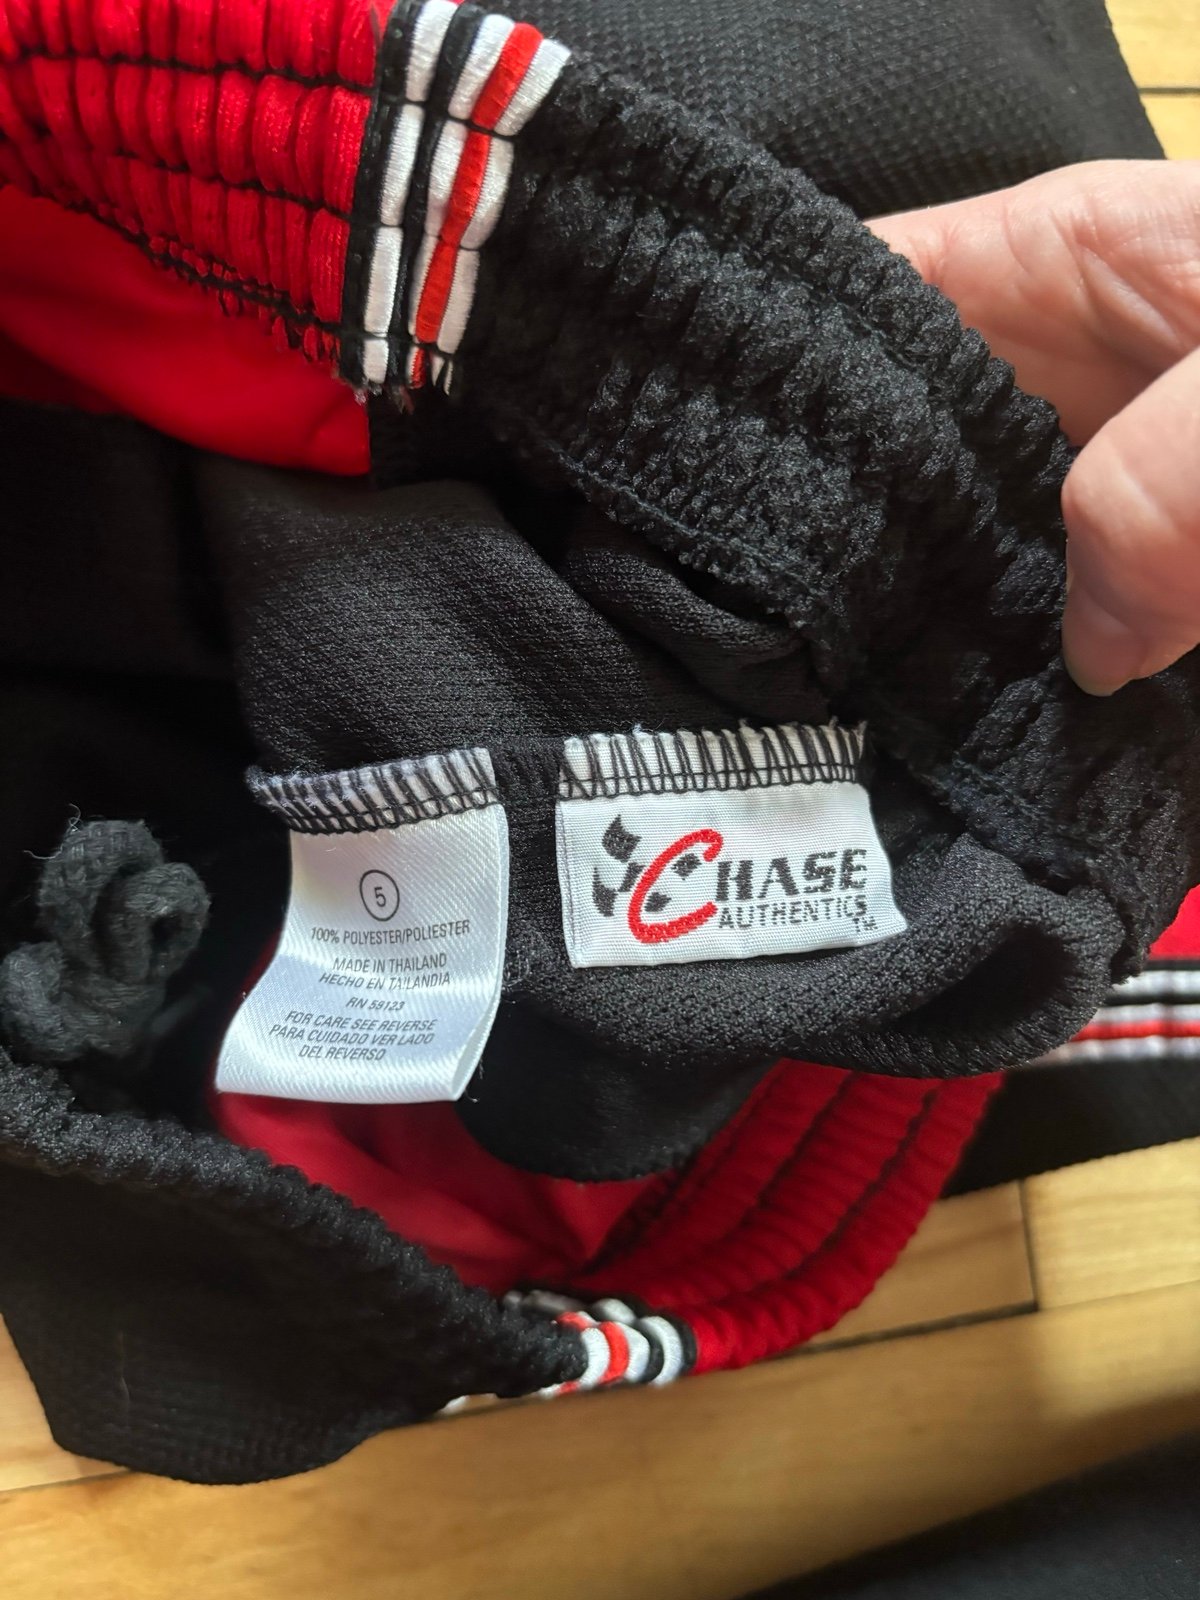 5
100% POLYESTER/POLIESTER
MADE IN THAILAND
HECHO EN TAILANDIA
RN 59123
FOR CARE SEE REVERSE
PARA CUIDADO VER LADO
DEL REVERSO
CHASE
AUTHENTICS
TM